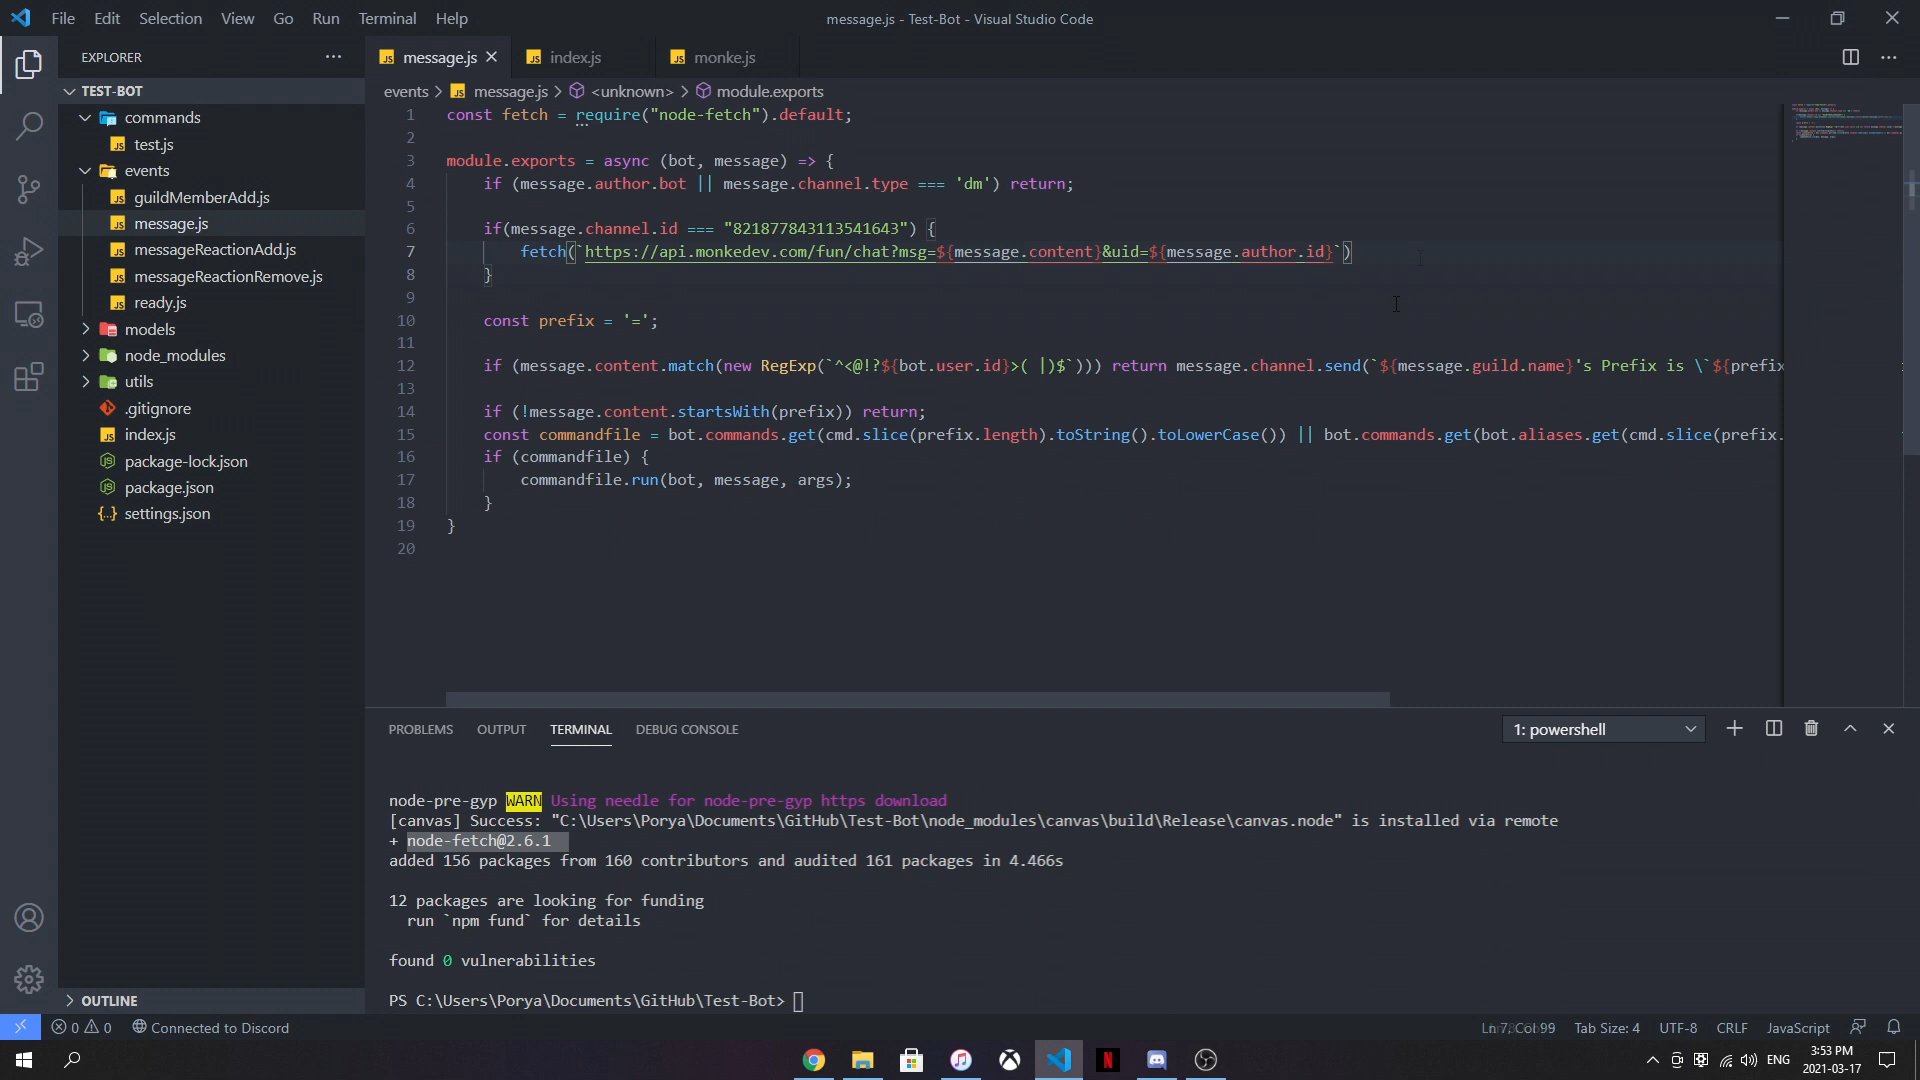 File Edit Selection View Go Run Terminal Help
message.js - Test-Bot - Visual Studio Code
EXPLORER
TEST-BOT
commands
test.js
events
guildMemberAdd.js
message.js
messageReactionAdd.js
messageReactionRemove.js
ready.js
models
node_modules
utils
.gitignore
index.js
package-lock.json
package.json
settings.json
OUTLINE
message.js index.js monke.js
events > message.js > <unknown> > module.exports
1 const fetch = require("node-fetch").default;
2
3 module.exports = async (bot, message) => {
4 if (message.author.bot || message.channel.type === 'dm') return;
5
6 if(message.channel.id === "821877843113541643") {
7 fetch(`https://api.monkedev.com/fun/chat?msg=${message.content}&uid=${message.author.id}`)
8 }
9
10 const prefix = '=';
11
12 if (message.content.match(new RegExp(`^<@!?${bot.user.id}>( |)$`))) return message.channel.send(`${message.guild.name}'s Prefix is \`${prefix
13
14 if (!message.content.startsWith(prefix)) return;
15 const commandfile = bot.commands.get(cmd.slice(prefix.length).toString().toLowerCase()) || bot.commands.get(bot.aliases.get(cmd.slice(prefix.
16 if (commandfile) {
17 commandfile.run(bot, message, args);
18 }
19 }
20
PROBLEMS OUTPUT TERMINAL DEBUG CONSOLE
1: powershell
node-pre-gyp WARN Using needle for node-pre-gyp https download
[canvas] Success: "C:\Users\Porya\Documents\GitHub\Test-Bot\node_modules\canvas\build\Release\canvas.node" is installed via remote
+ node-fetch@2.6.1
added 156 packages from 160 contributors and audited 161 packages in 4.466s
12 packages are looking for funding
run `npm fund` for details
found 0 vulnerabilities
PS C:\Users\Porya\Documents\GitHub\Test-Bot>
0 0 Connected to Discord
Col 99 Tab Size: 4 UTF-8 CRLF JavaScript
ENG
3:53 PM
2021-03-17